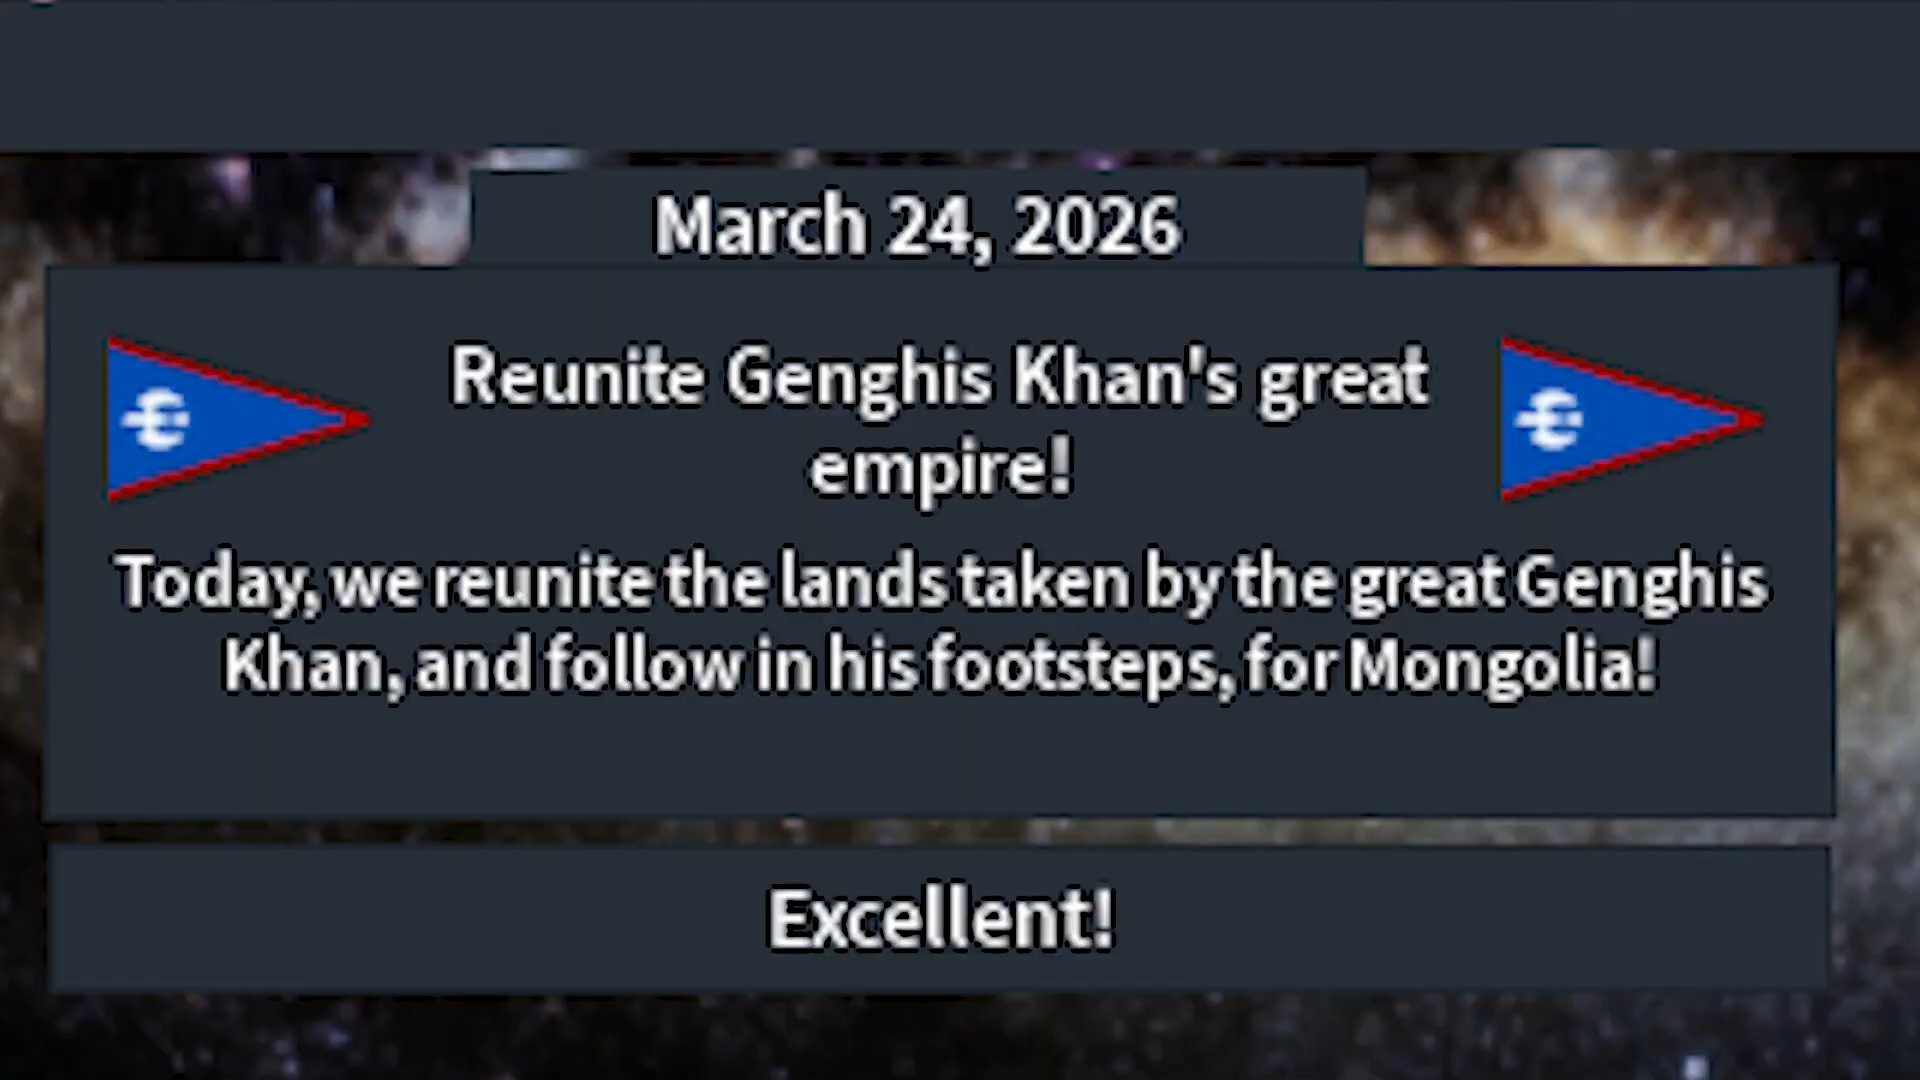 March 24, 2026
Reunite Genghis Khan's great
empire!
Today, we reunite the lands taken by the great Genghis
Khan, and follow in his footsteps, for Mongolia!
Excellent!